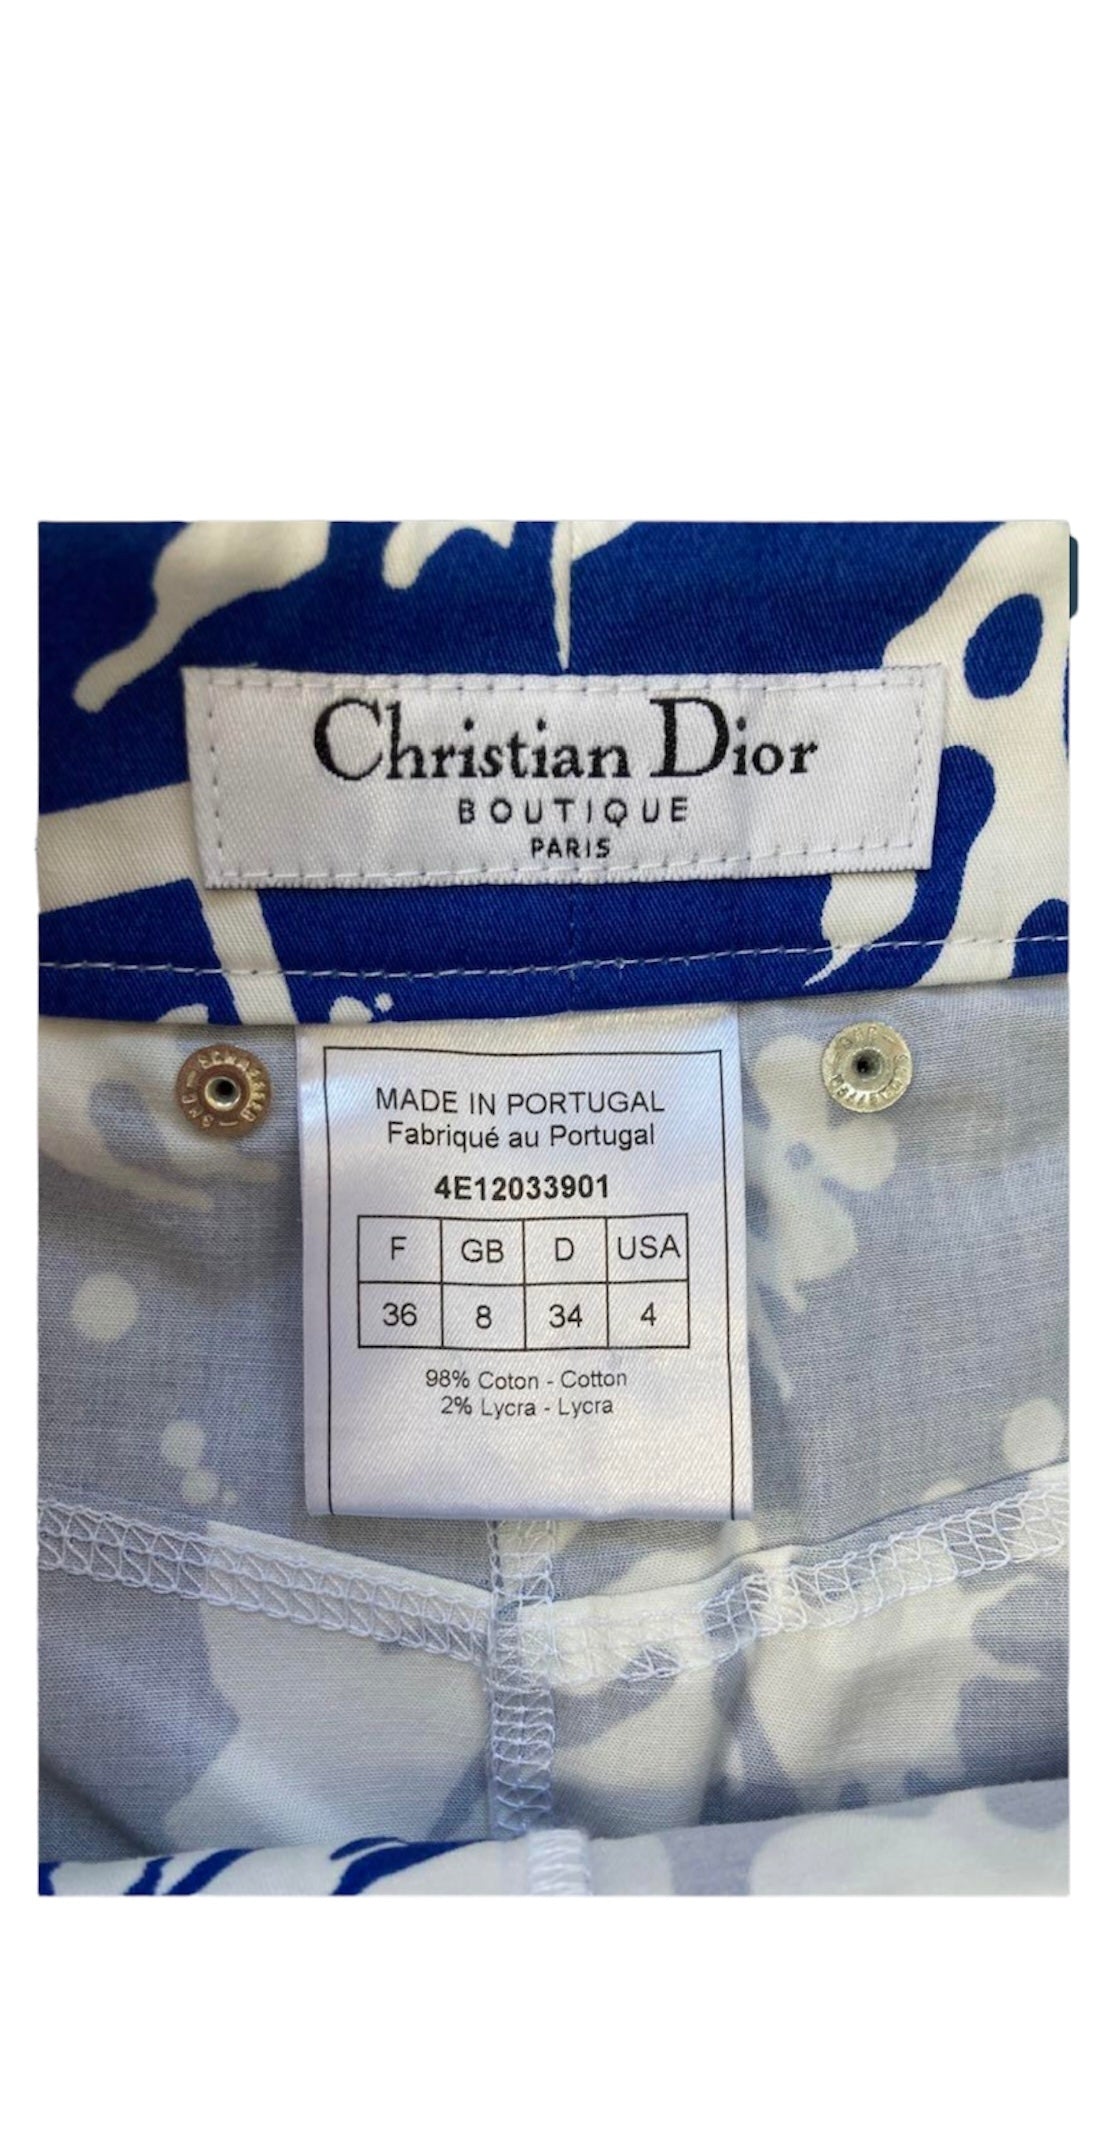 Christian Dior
BOUTIQUE
PARIS
MADE IN PORTUGAL
Fabriqué au Portugal
4E12033901
F GB D USA
36 8 34 4
98% Coton - Cotton
2% Lycra - Lycra